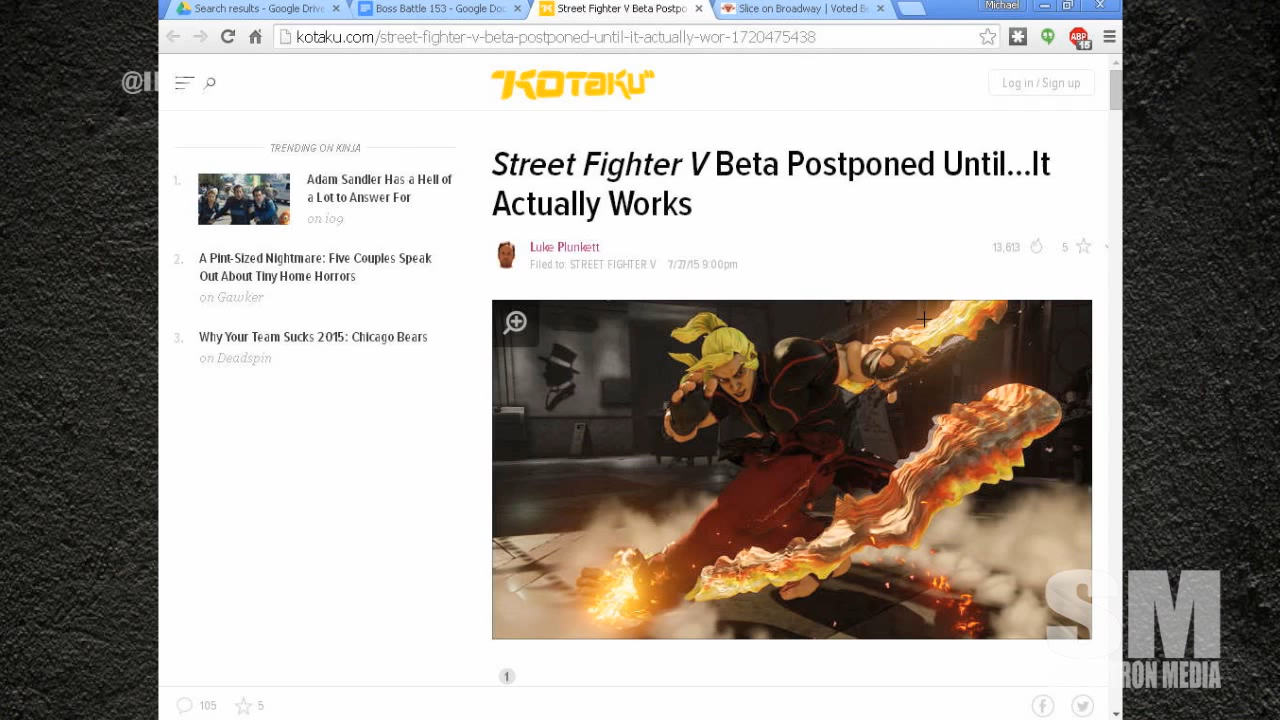 Search results - Google Drive
Boss Battle 153 - Google Doc
Street Fighter V Beta Postpo
Slice on Broadway | Voted Be
Michael
kotaku.com/street-fighter-v-beta-postponed-until-it-actually-wor-1720475438
ABP
15
KOTAKU
Log in / Sign up
TRENDING ON KINJA
1.
Adam Sandler Has a Hell of
a Lot to Answer For
on io9
2.
A Pint-Sized Nightmare: Five Couples Speak
Out About Tiny Home Horrors
on Gawker
3.
Why Your Team Sucks 2015: Chicago Bears
on Deadspin
Street Fighter V Beta Postponed Until...It
Actually Works
Luke Plunkett
Filed to: STREET FIGHTER V 7/27/15 9:00pm
13,613
5
1
105
5
SM
RON MEDIA